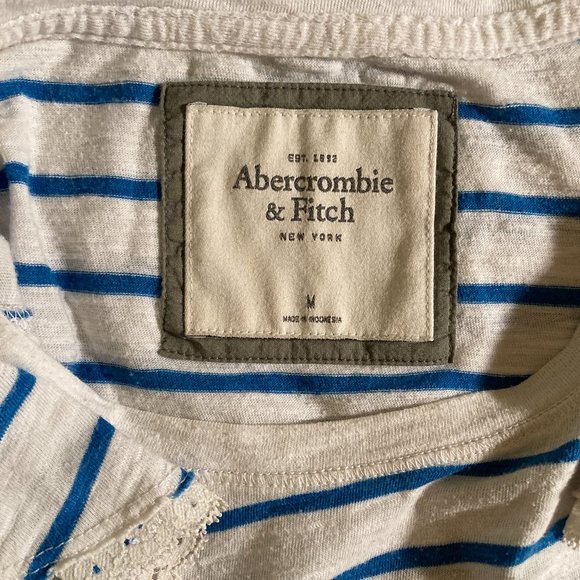 EST. 1892
Abercrombie
& Fitch
NEW YORK
M
MADE IN INDONESIA